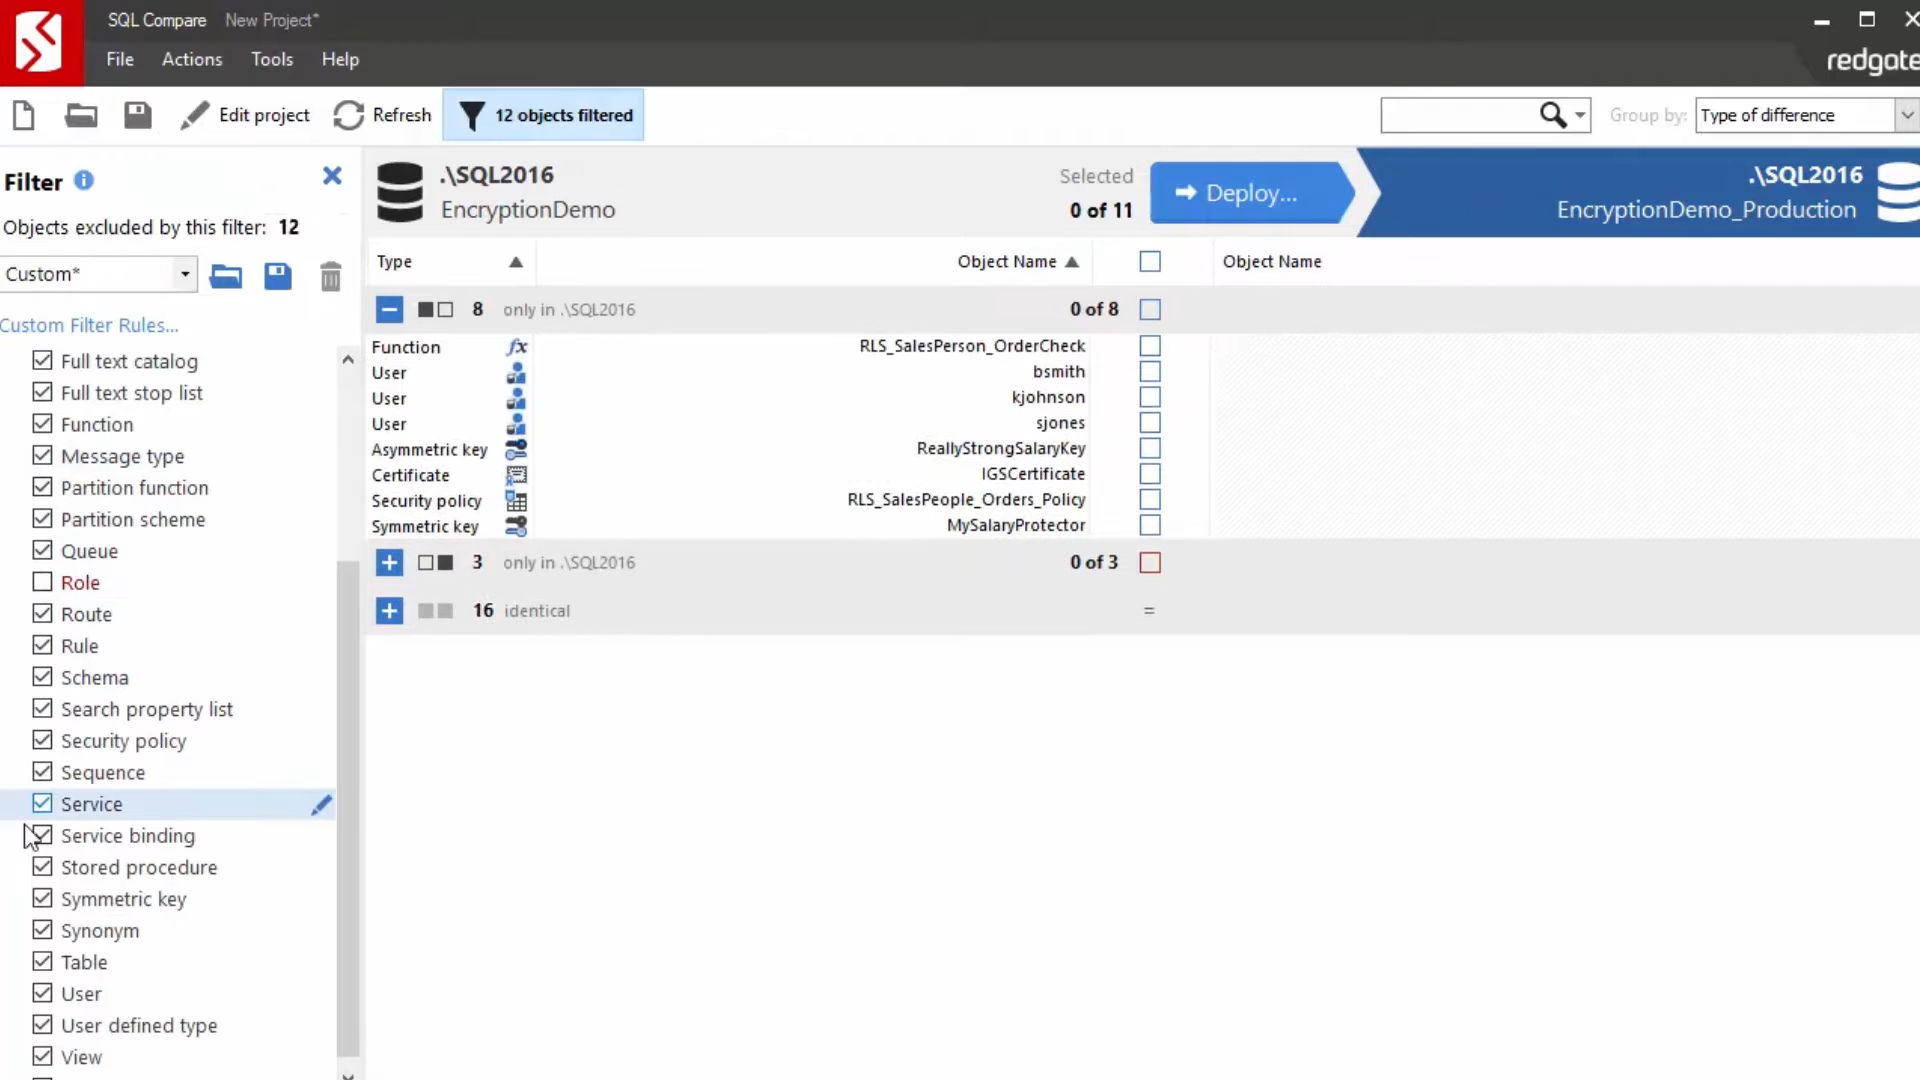 SQL Compare New Project*
File Actions Tools Help
redgate
Edit project Refresh 12 objects filtered Group by: Type of difference
Filter
Objects excluded by this filter: 12
Custom*
Custom Filter Rules...
Full text catalog
Full text stop list
Function
Message type
Partition function
Partition scheme
Queue
Role
Route
Rule
Schema
Search property list
Security policy
Sequence
Service
Service binding
Stored procedure
Symmetric key
Synonym
Table
User
User defined type
View
.\SQL2016
EncryptionDemo
Selected
0 of 11
Deploy...
.\SQL2016
EncryptionDemo_Production
Type Object Name Object Name
8 only in .\SQL2016 0 of 8
Function fx RLS_SalesPerson_OrderCheck
User bsmith
User kjohnson
User sjones
Asymmetric key ReallyStrongSalaryKey
Certificate IGSCertificate
Security policy RLS_SalesPeople_Orders_Policy
Symmetric key MySalaryProtector
3 only in .\SQL2016 0 of 3
16 identical =